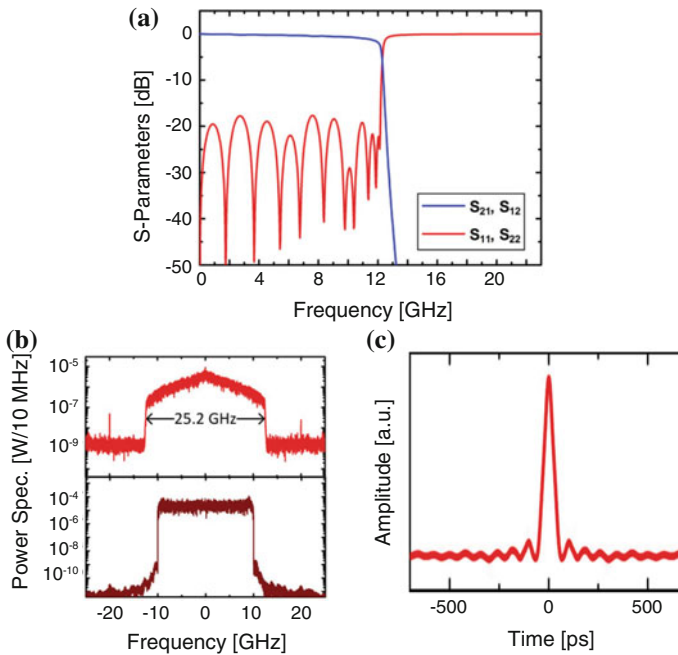 (a)
S-Parameters [dB]
0
-10
-20
-30
-40
-50
S21, S12
S11, S22
0 4 8 12 16 20
Frequency [GHz]
(b)
Power Spec. [W/10 MHz]
10-5
10-7
10-9
25.2 GHz
10-4
10-6
10-8
10-10
-20 -10 0 10 20
Frequency [GHz]
(c)
Amplitude [a.u.]
-500 0 500
Time [ps]